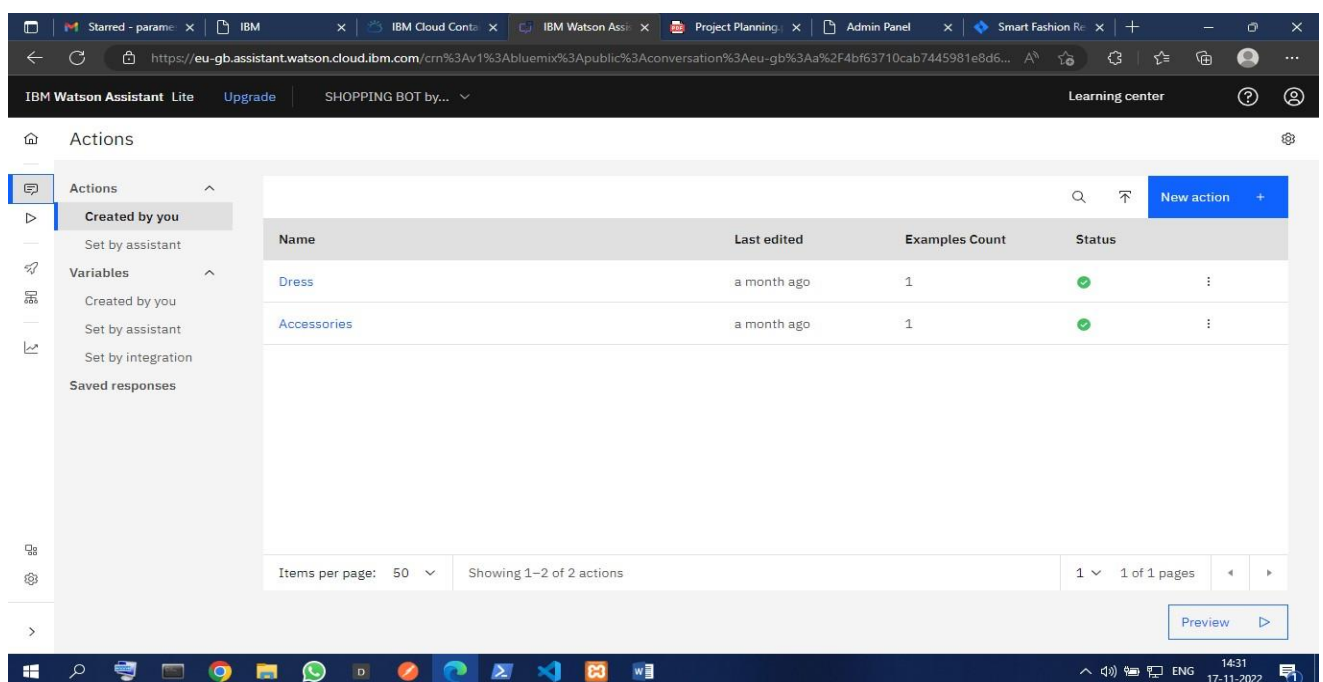 Starred - parame IBM IBM Cloud Conta IBM Watson Assis Project Planning. Admin Panel Smart Fashion Re
https://eu-gb.assistant.watson.cloud.ibm.com/crn%3Av1%3Abluemix%3Apublic%3Aconversation%3Aeu-gb%3Aa%2F4bf63710cab7445981e8d6...
IBM Watson Assistant Lite Upgrade SHOPPING BOT by... Learning center
Actions
Actions
New action +
Created by you
Set by assistant
Name Last edited Examples Count Status
Variables
Dress a month ago 1
Created by you
Set by assistant
Accessories a month ago 1
Set by integration
Saved responses
Items per page: 50 Showing 1–2 of 2 actions 1 1 of 1 pages
Preview
ENG 14:31
17-11-2022